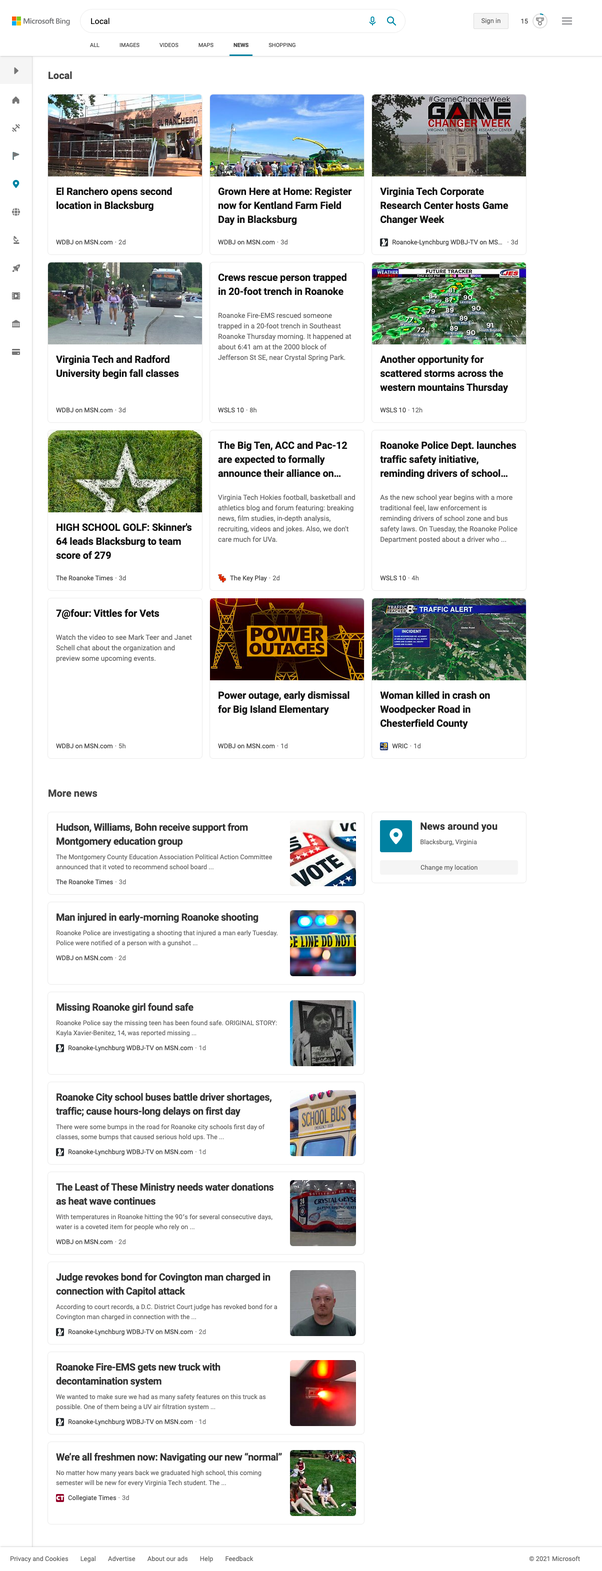 Microsoft Bing
Local
Sign in
15
ALL
IMAGES
VIDEOS
MAPS
NEWS
SHOPPING
Local
EL RANCHERO
El Ranchero opens second
location in Blacksburg
WDBJ on MSN.com · 2d
Grown Here at Home: Register
now for Kentland Farm Field
Day in Blacksburg
WDBJ on MSN.com · 3d
#GameChangerWeek
GAME
CHANGER WEEK
VIRGINIA TECH CORPORATE RESEARCH CENTER
Virginia Tech Corporate
Research Center hosts Game
Changer Week
Roanoke-Lynchburg WDBJ-TV on MS... · 3d
Virginia Tech and Radford
University begin fall classes
WDBJ on MSN.com · 3d
Crews rescue person trapped
in 20-foot trench in Roanoke
Roanoke Fire-EMS rescued someone
trapped in a 20-foot trench in Southeast
Roanoke Thursday morning. It happened at
about 6:41 am at the 2000 block of
Jefferson St SE, near Crystal Spring Park.
WSLS 10 · 8h
WEATHER
FUTURE TRACKER
JES
Another opportunity for
scattered storms across the
western mountains Thursday
WSLS 10 · 12h
HIGH SCHOOL GOLF: Skinner's
64 leads Blacksburg to team
score of 279
The Roanoke Times · 3d
The Big Ten, ACC and Pac-12
are expected to formally
announce their alliance on...
Virginia Tech Hokies football, basketball and
athletics blog and forum featuring: breaking
news, film studies, in-depth analysis,
recruiting, videos and jokes. Also, we don't
care much for UVa.
The Key Play · 2d
Roanoke Police Dept. launches
traffic safety initiative,
reminding drivers of school...
As the new school year begins with a more
traditional feel, law enforcement is
reminding drivers of school zone and bus
safety laws. On Tuesday, the Roanoke Police
Department posted about a driver who ...
WSLS 10 · 4h
7@four: Vittles for Vets
Watch the video to see Mark Teer and Janet
Schell chat about the organization and
preview some upcoming events.
WDBJ on MSN.com · 5h
POWER
OUTAGES
Power outage, early dismissal
for Big Island Elementary
WDBJ on MSN.com · 1d
8
TRAFFIC ALERT
INCIDENT
Woman killed in crash on
Woodpecker Road in
Chesterfield County
WRIC · 1d
More news
Hudson, Williams, Bohn receive support from
Montgomery education group
The Montgomery County Education Association Political Action Committee
announced that it voted to recommend school board ...
The Roanoke Times · 3d
VOTE
News around you
Blacksburg, Virginia
Change my location
Man injured in early-morning Roanoke shooting
Roanoke Police are investigating a shooting that injured a man early Tuesday.
Police were notified of a person with a gunshot ...
WDBJ on MSN.com · 2d
CE LINE DO NOT
Missing Roanoke girl found safe
Roanoke Police say the missing teen has been found safe. ORIGINAL STORY:
Kayla Xavier-Benitez, 14, was reported missing ...
Roanoke-Lynchburg WDBJ-TV on MSN.com · 1d
Roanoke City school buses battle driver shortages,
traffic; cause hours-long delays on first day
There were some bumps in the road for Roanoke city schools first day of
classes, some bumps that caused serious hold ups. The ...
Roanoke-Lynchburg WDBJ-TV on MSN.com · 1d
SCHOOL BUS
The Least of These Ministry needs water donations
as heat wave continues
With temperatures in Roanoke hitting the 90's for several consecutive days,
water is a coveted item for people who rely on ...
WDBJ on MSN.com · 2d
CRYSTAL GEYSER
Judge revokes bond for Covington man charged in
connection with Capitol attack
According to court records, a D.C. District Court judge has revoked bond for a
Covington man charged in connection with the ...
Roanoke-Lynchburg WDBJ-TV on MSN.com · 2d
Roanoke Fire-EMS gets new truck with
decontamination system
We wanted to make sure we had as many safety features on this truck as
possible. One of them being a UV air filtration system ...
Roanoke-Lynchburg WDBJ-TV on MSN.com · 1d
We're all freshmen now: Navigating our new “normal”
No matter how many years back we graduated high school, this coming
semester will be new for every Virginia Tech student. The ...
CT
Collegiate Times · 3d
Privacy and Cookies
Legal
Advertise
About our ads
Help
Feedback
© 2021 Microsoft